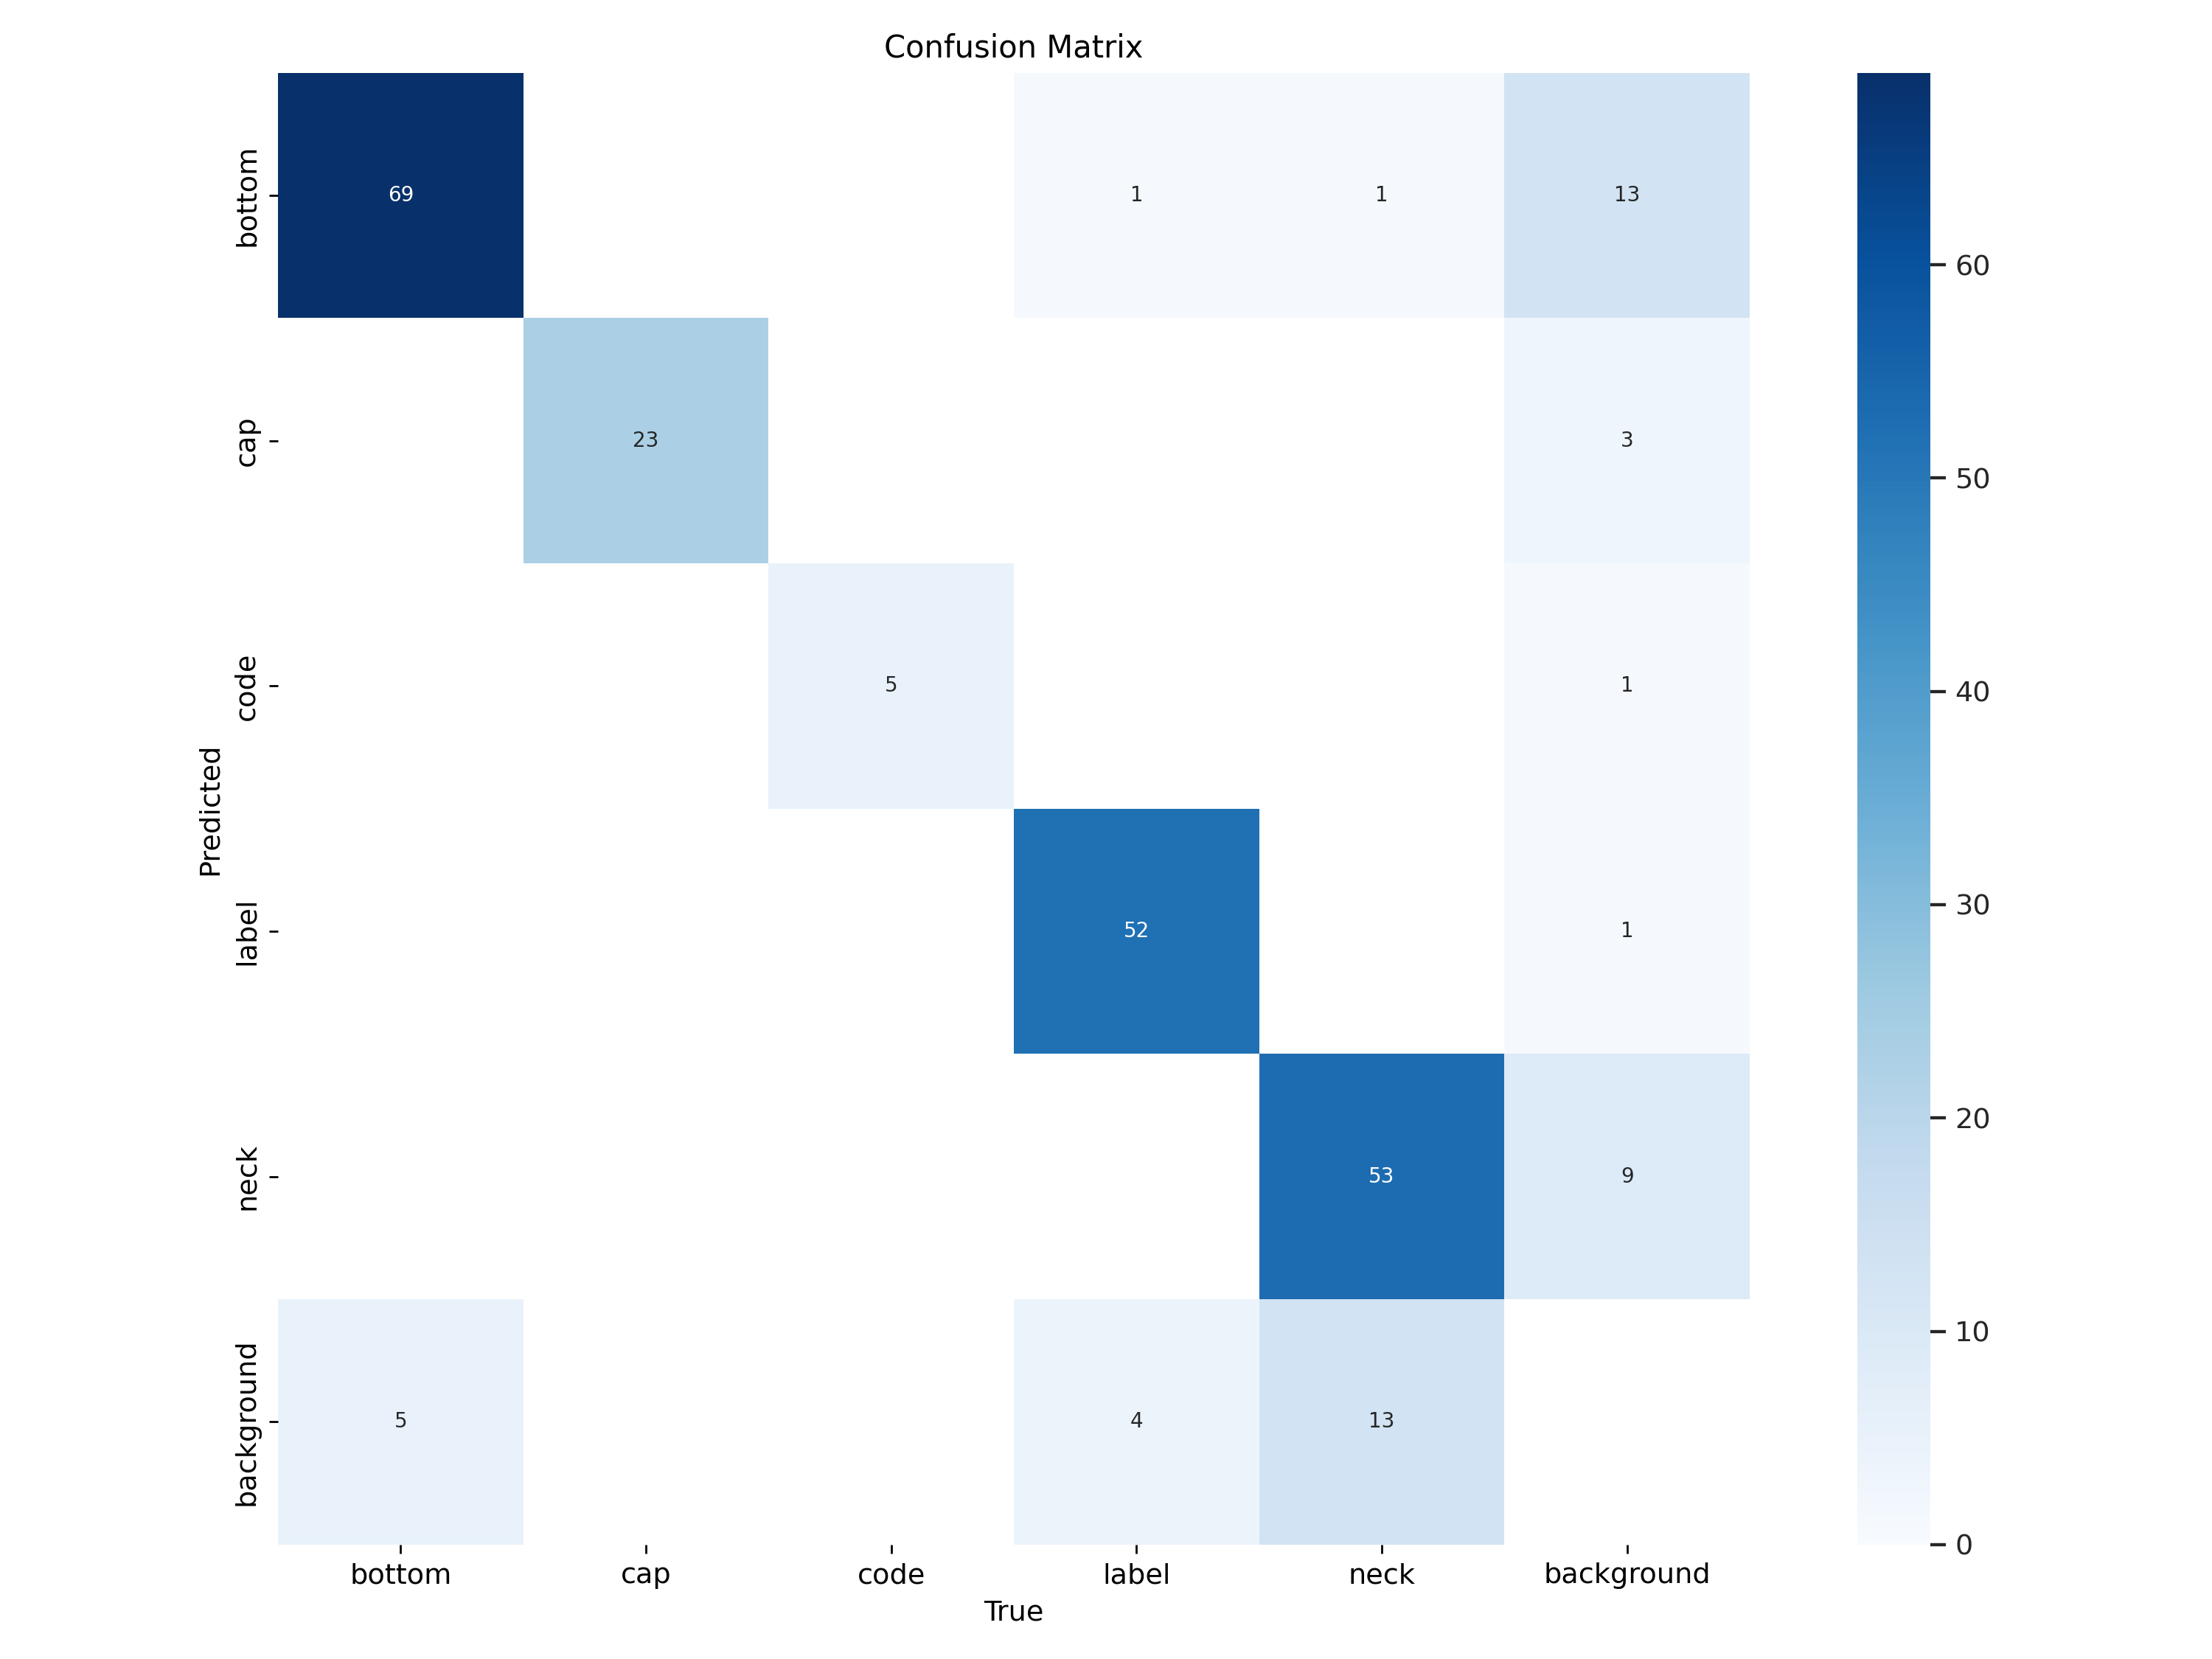 Confusion Matrix
bottom
69
1
1
13
cap
23
3
code
5
1
label
52
1
neck
53
9
background
5
4
13
Predicted
bottom
cap
code
label
neck
background
True
60
50
40
30
20
10
0